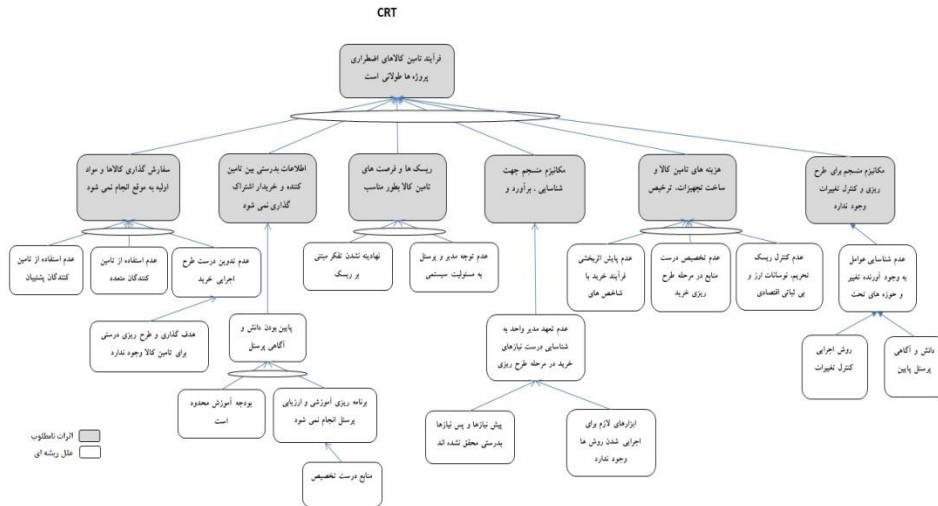 CRT
فرآیند تامین کالاهای اضطراری
پروژه ها طولانی است
سفارش گذاری کالاها و مواد
اولیه به موقع انجام نمی شود
اطلاعات بدرستی بین تامین
کننده و خریدار اشتراک
گذاری نمی شود
ریسک ها و فرصت های
تامین کالا بطور مناسب
مکانیزم منسجم جهت
شناسایی ، برآورد و
هزینه های تامین کالا و
ساخت تجهیزات، ترخیص
مکانیزم منسجم برای طرح
ریزی و کنترل تغییرات
وجود ندارد
عدم استفاده از تامین
کنندگان پشتیبان
عدم استفاده از تامین
کنندگان متعدد
عدم تدوین درست طرح
اجرایی خرید
نهادینه نشدن تفکر مبتنی
بر ریسک
عدم توجه مدیر و پرسنل
به مسئولیت سیستمی
عدم پایش اثربخشی
فرآیند خرید با
شاخص های
عدم تخصیص درست
منابع در مرحله طرح
ریزی خرید
عدم کنترل ریسک
تحریم، نوسانات ارز و
بی ثباتی اقتصادی
عدم شناسایی عوامل
به وجود آورنده تغییر
و حوزه های تحت
هدف گذاری و طرح ریزی درستی
برای تامین کالا وجود ندارد
پایین بودن دانش و
آگاهی پرسنل
عدم تعهد مدیر واحد به
شناسایی درست نیازهای
خرید در مرحله طرح ریزی
روش اجرایی
کنترل تغییرات
دانش و آگاهی
پرسنل پایین
بودجه آموزش محدود
است
برنامه ریزی آموزشی و ارزیابی
پرسنل انجام نمی شود
پیش نیازها و پس نیازها
بدرستی محقق نشده اند
ابزارهای لازم برای
اجرایی شدن روش ها
وجود ندارد
منابع درست تخصیص
اثرات نامطلوب
علل ریشه ای